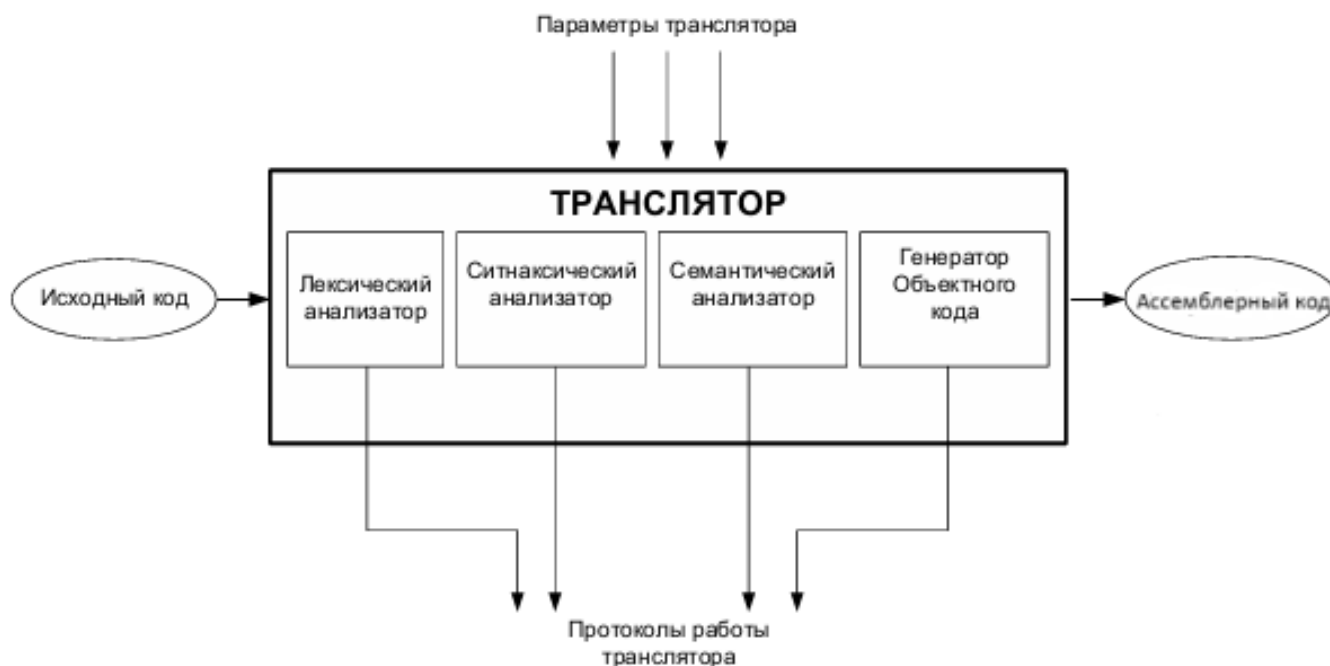 Параметры транслятора
ТРАНСЛЯТОР
Исходный код
Лексический
анализатор
Ситнаксический
анализатор
Семантический
анализатор
Генератор
Объектного
кода
Ассемблерный код
Протоколы работы
транслятора